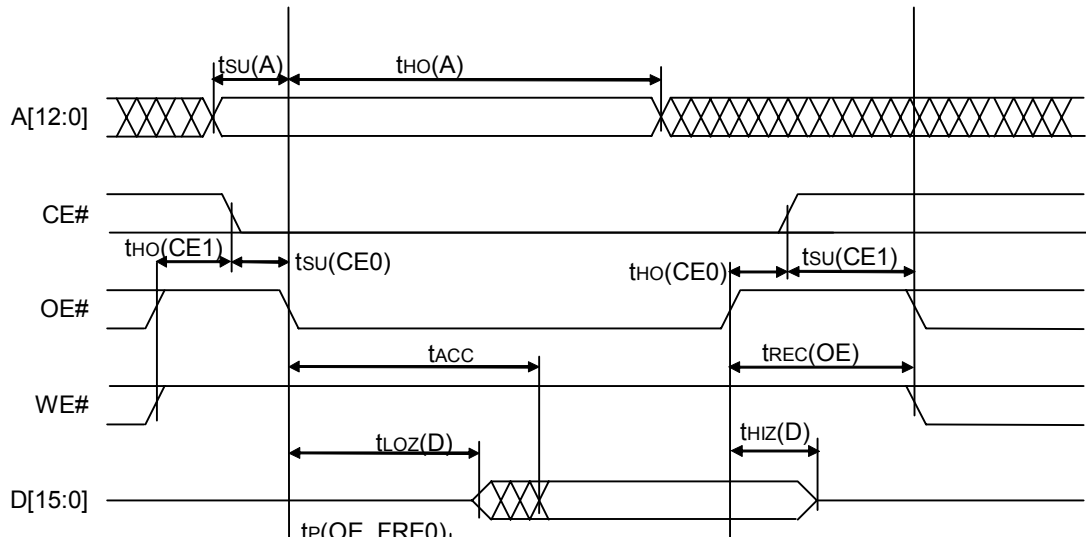 tSU(A)
tHO(A)
A[12:0]
CE#
tHO(CE1)
tSU(CE0)
tHO(CE0)
tSU(CE1)
OE#
tACC
tREC(OE)
WE#
tLOZ(D)
tHIZ(D)
D[15:0]